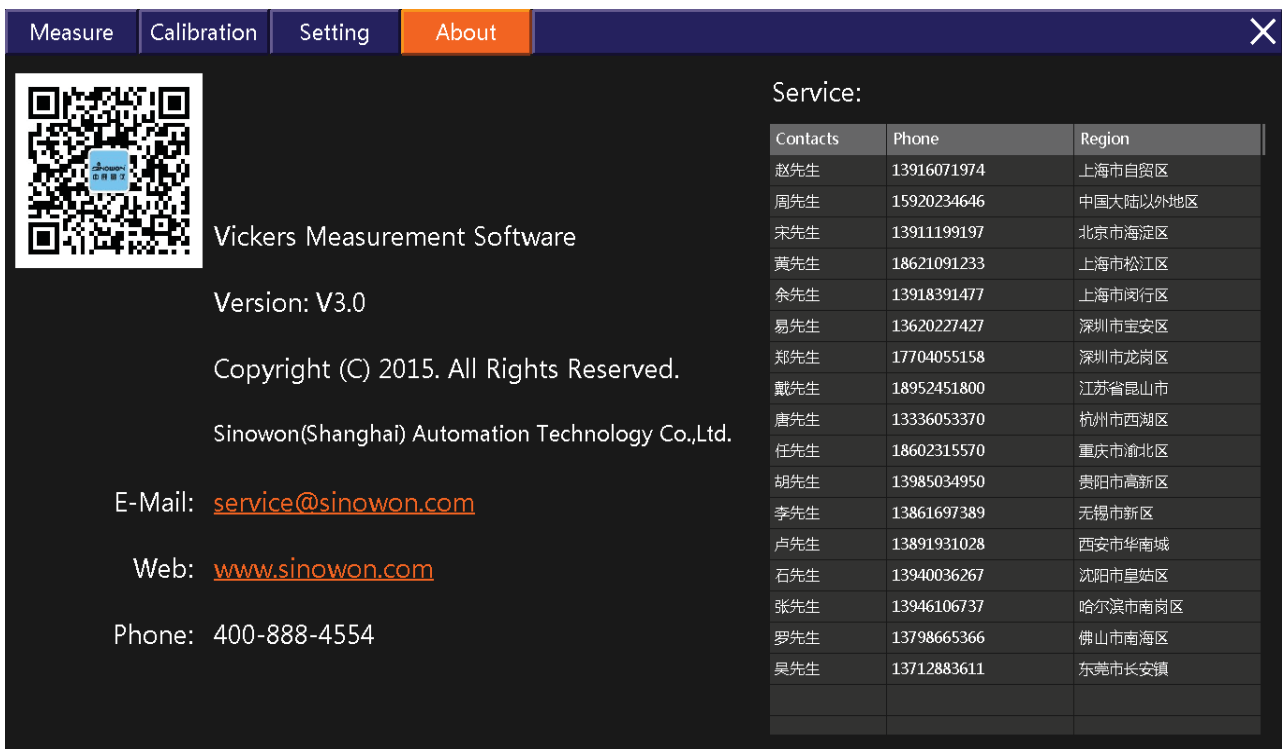 Measure Calibration Setting About
sinowon
Vickers Measurement Software
Version: V3.0
Copyright (C) 2015. All Rights Reserved.
Sinowon(Shanghai) Automation Technology Co.,Ltd.
E-Mail: service@sinowon.com
Web: www.sinowon.com
Phone: 400-888-4554
Service:
Contacts Phone Region
赵先生 13916071974 上海市自贸区
周先生 15920234646 中国大陆以外地区
宋先生 13911199197 北京市海淀区
黄先生 18621091233 上海市松江区
余先生 13918391477 上海市闵行区
易先生 13620227427 深圳市宝安区
郑先生 17704055158 深圳市龙岗区
戴先生 18952451800 江苏省昆山市
唐先生 13336053370 杭州市西湖区
任先生 18602315570 重庆市渝北区
胡先生 13985034950 贵阳市高新区
李先生 13861697389 无锡市新区
卢先生 13891931028 西安市华南城
石先生 13940036267 沈阳市皇姑区
张先生 13946106737 哈尔滨市南岗区
罗先生 13798665366 佛山市南海区
吴先生 13712883611 东莞市长安镇